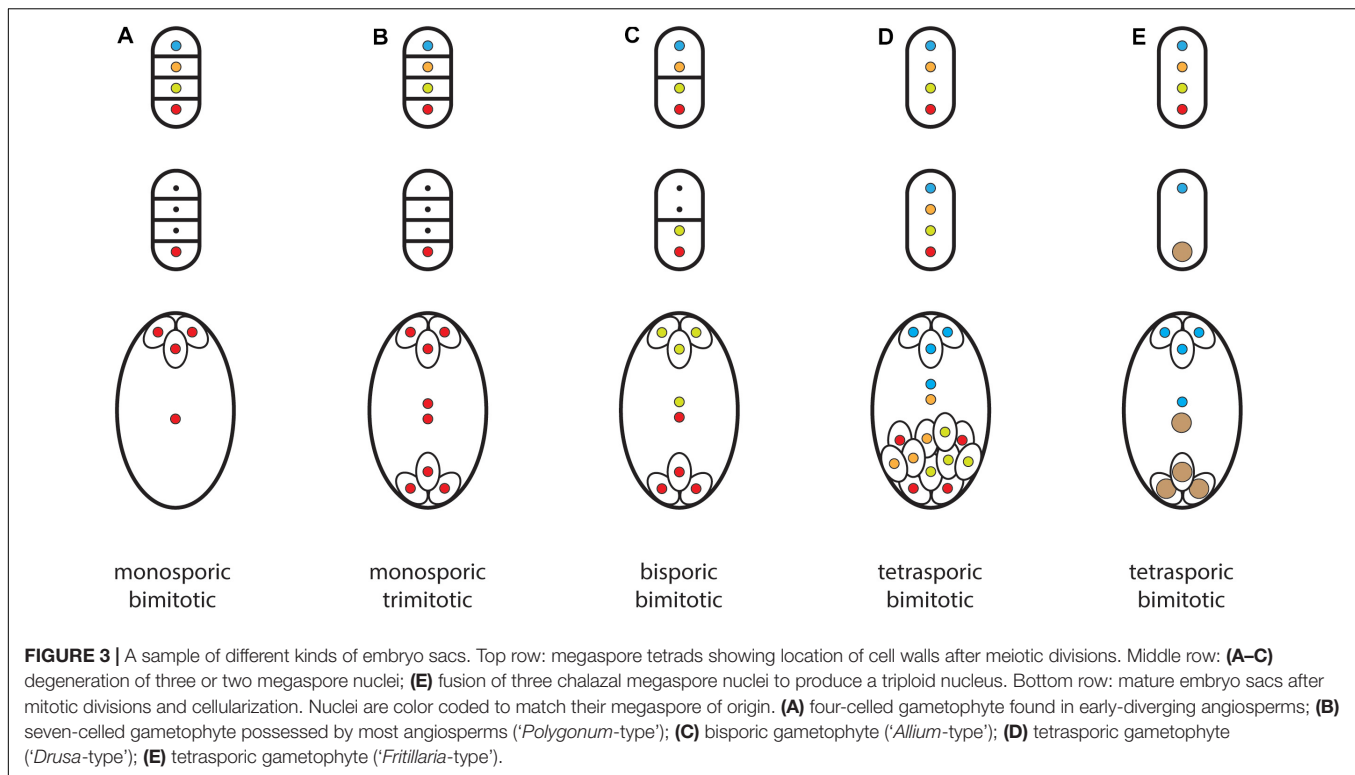 A B C D E
monosporic bimitotic
monosporic trimitotic
bisporic bimitotic
tetrasporic bimitotic
tetrasporic bimitotic
FIGURE 3 | A sample of different kinds of embryo sacs. Top row: megaspore tetrads showing location of cell walls after meiotic divisions. Middle row: (A–C)
degeneration of three or two megaspore nuclei; (E) fusion of three chalazal megaspore nuclei to produce a triploid nucleus. Bottom row: mature embryo sacs after
mitotic divisions and cellularization. Nuclei are color coded to match their megaspore of origin. (A) four-celled gametophyte found in early-diverging angiosperms; (B)
seven-celled gametophyte possessed by most angiosperms (‘Polygonum-type’); (C) bisporic gametophyte (‘Allium-type’); (D) tetrasporic gametophyte
(‘Drusa-type’); (E) tetrasporic gametophyte (‘Fritillaria-type’).